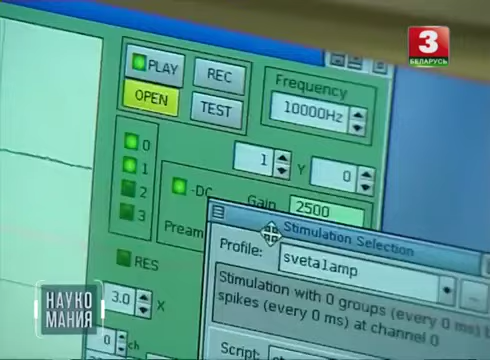 3
БЕЛАРУСЬ
PLAY
REC
OPEN
TEST
Frequency
10000Hz
0
1
2
3
1
Y
0
-DC
Gain
2500
Pream
RES
3.0
X
0
ch
Stimulation Selection
Profile:
svetalamp
...
Stimulation with 0 groups (every 0 ms)
spikes (every 0 ms) at channel 0
Script:
НАУКО
МАНИЯ